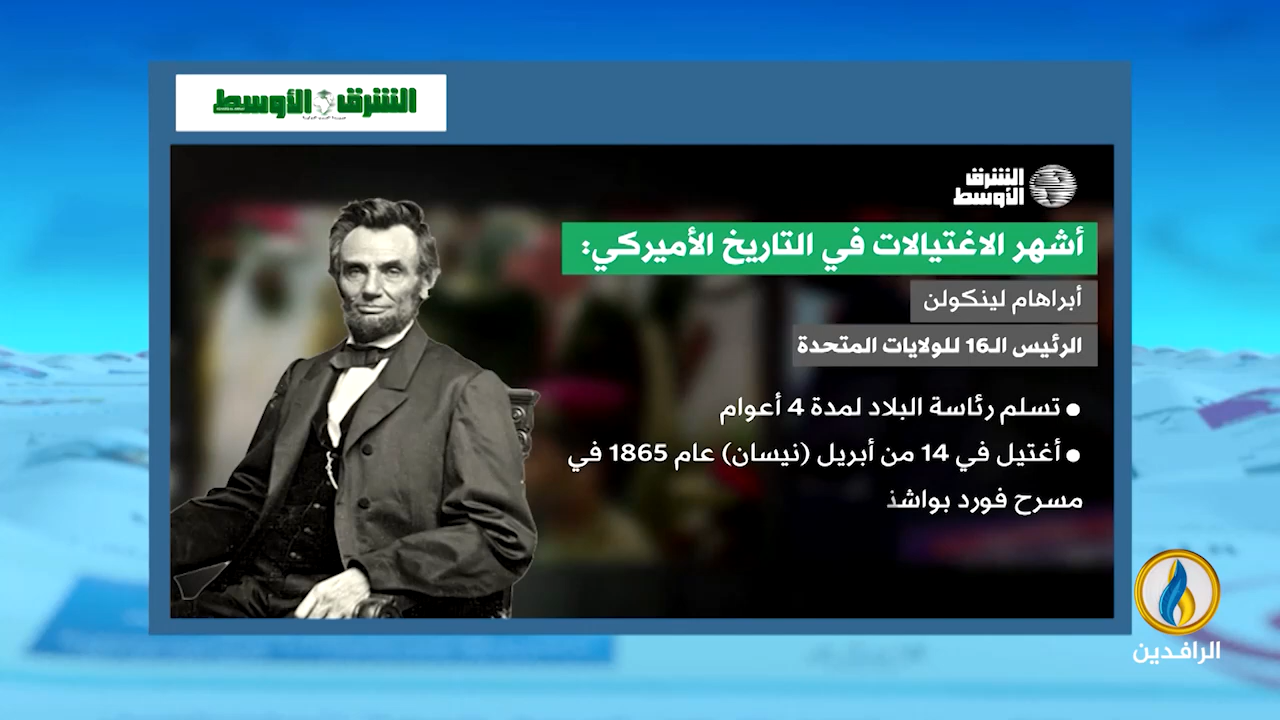 الشرق الأوسط
الشرق
الأوسط
أشهر الاغتيالات في التاريخ الأميركي:
أبراهام لينكولن
الرئيس الـ16 للولايات المتحدة
● تسلم رئاسة البلاد لمدة 4 أعوام
● أغتيل في 14 من أبريل (نيسان) عام 1865 في
مسرح فورد بواشنـ
الرافدين